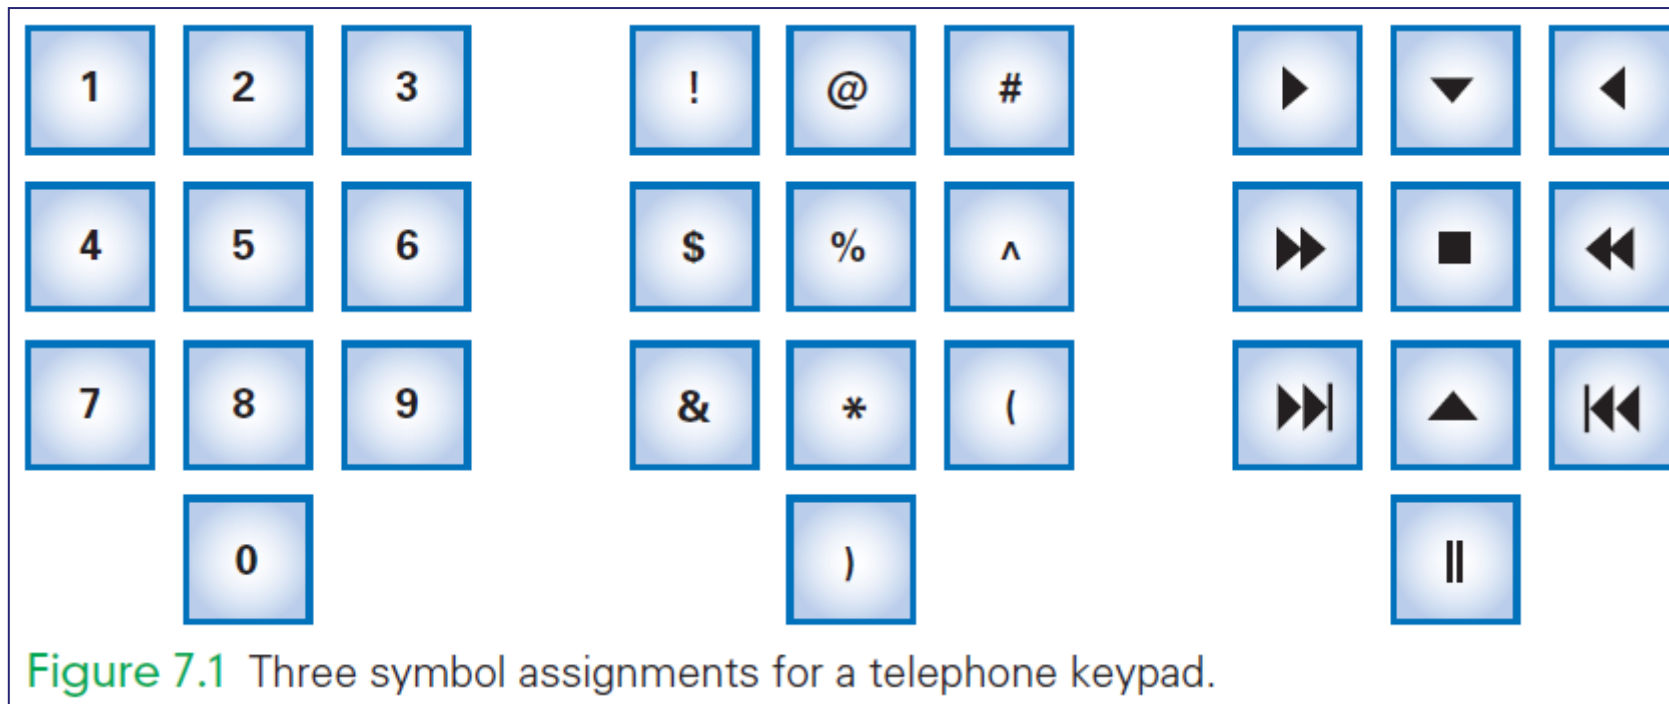 1 2 3 ! @ # ▶ ▼ ◀
4 5 6 $ % ^ ▶▶ ■ ◀◀
7 8 9 & * ( ▶▶| ▲ |◀◀
0 ) ||
Figure 7.1 Three symbol assignments for a telephone keypad.